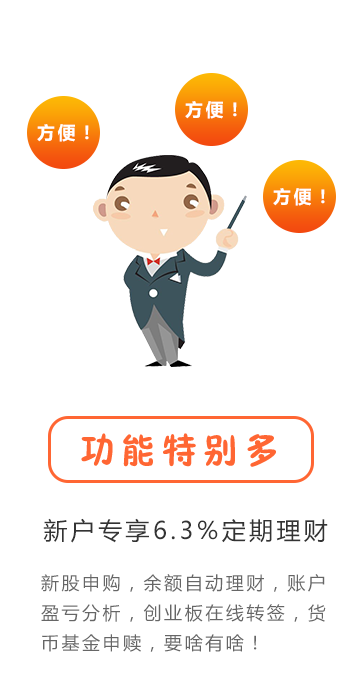 方便！
方便！
方便！
功能特别多
新户专享6.3%定期理财
新股申购，余额自动理财，账户
盈亏分析，创业板在线转签，货
币基金申赎，要啥有啥！